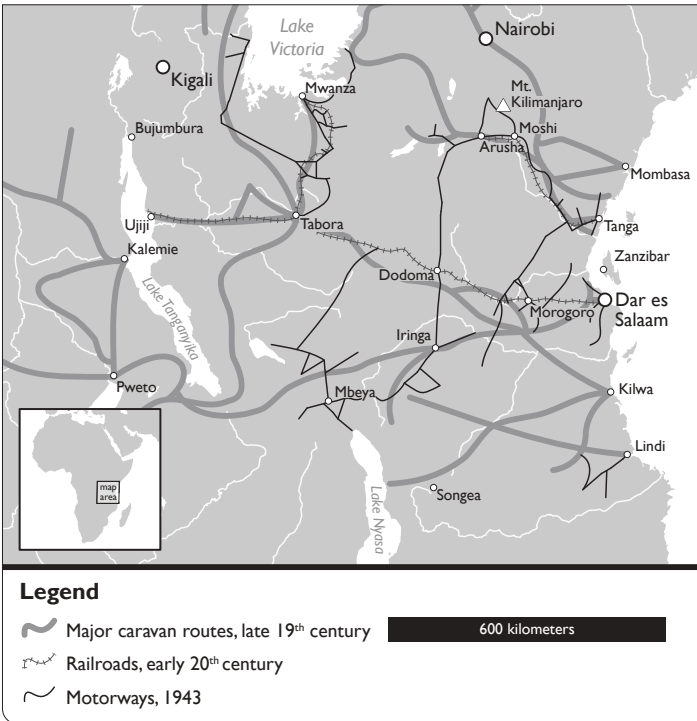 Lake
Victoria
Nairobi
Kigali
Mwanza
Mt.
Kilimanjaro
Bujumbura
Moshi
Arusha
Mombasa
Ujiji
Tabora
Tanga
Kalemie
Zanzibar
Dodoma
Lake Tanganyika
Dar es
Salaam
Morogoro
Iringa
Pweto
Mbeya
Kilwa
Lindi
map
area
Songea
Lake Nyasa
Legend
Major caravan routes, late 19th century
600 kilometers
Railroads, early 20th century
Motorways, 1943